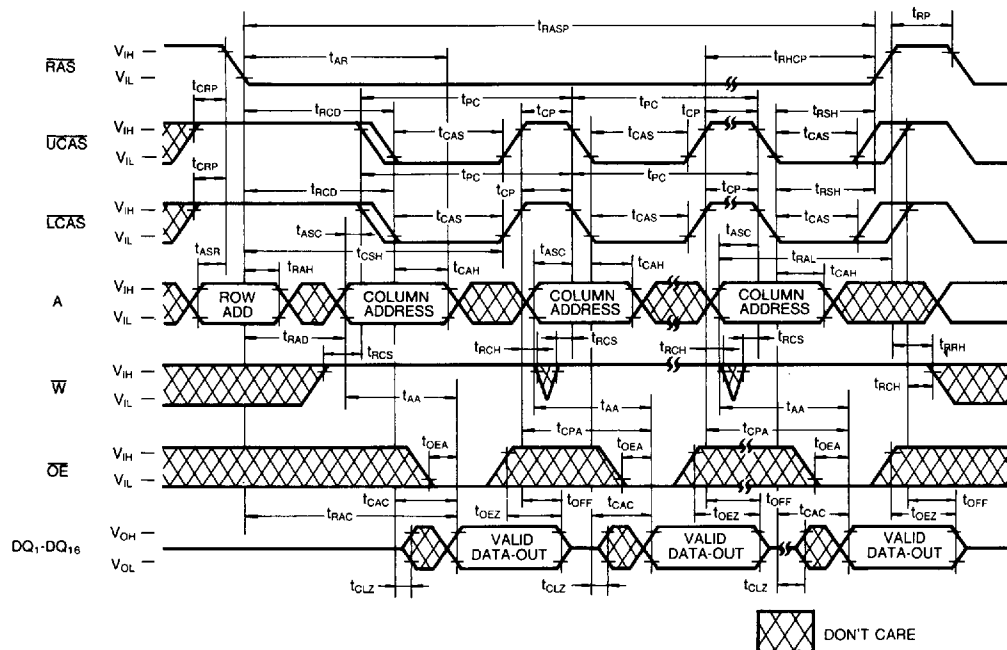 tRASP
tRP
VIH
tAR
tRHCP
RAS
VIL
tCRP
tPC tPC
tRCD tCP tCP tRSH
VIH
tCAS tCAS tCAS
UCAS
VIL
tCRP
tPC tPC
tRCD tCP tCP tRSH
VIH
tCAS tCAS tCAS
LCAS
VIL
tASC tASC tASC
tASR tCSH tRAL
tRAH tCAH tCAH tCAH
VIH
A
ROW ADD COLUMN ADDRESS COLUMN ADDRESS COLUMN ADDRESS
VIL
tRAD
tRCS tRCH tRCS tRCH tRCS tRRH
VIH
W
tRCH
VIL
tAA tAA tAA
tCPA tCPA
tOEA tOEA tOEA
VIH
OE
VIL
tCAC tOFF tCAC tOFF tCAC tOFF
tRAC tOEZ tOEZ tOEZ
VOH
DQ1-DQ16
VALID DATA-OUT VALID DATA-OUT VALID DATA-OUT
VOL
tCLZ tCLZ tCLZ
DON'T CARE